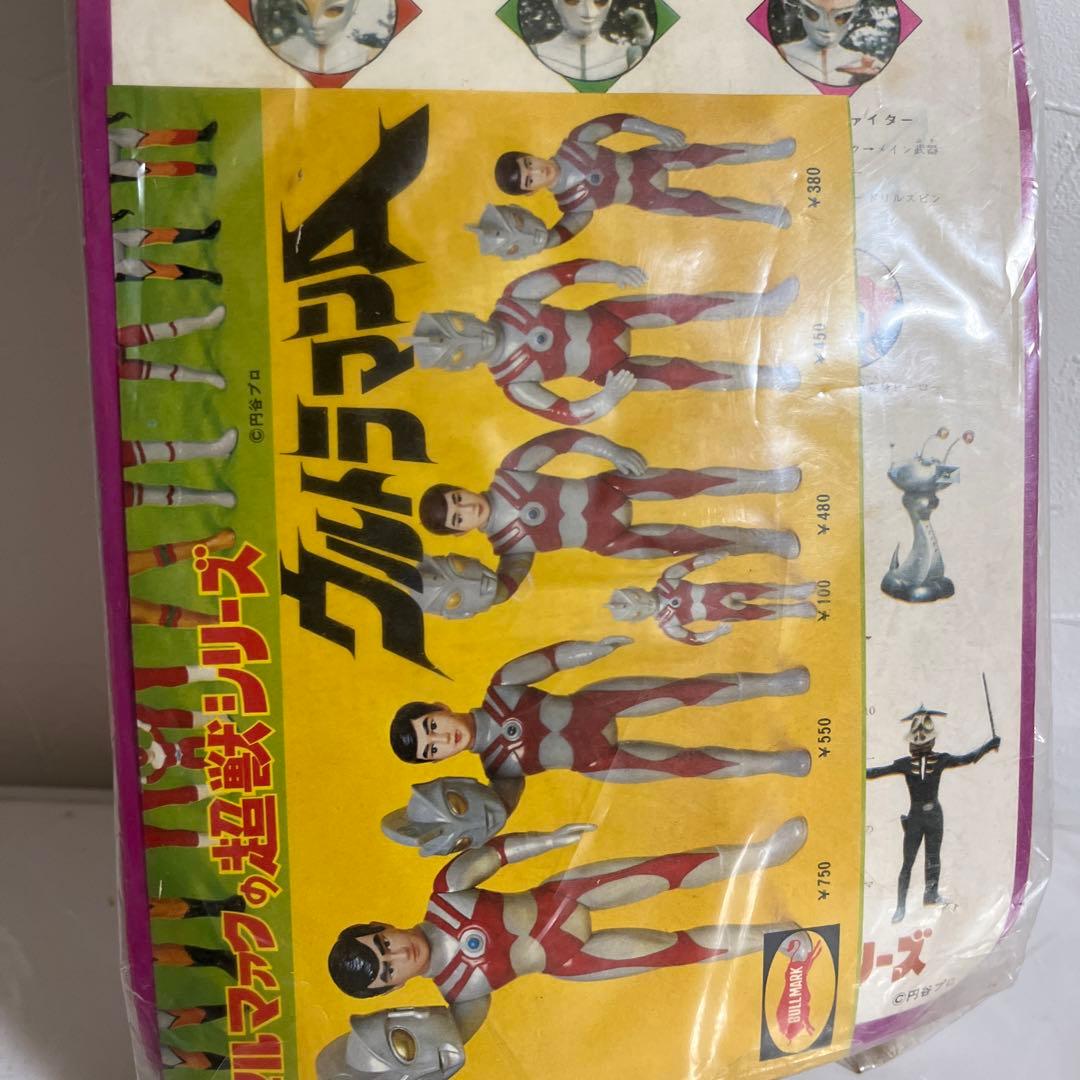 ウルトラマンA
¥380
¥450
¥480
¥100
¥550
¥750
BULLMARK
©円谷プロ
ルマァクの超獣シリーズ
ァイター
メイン武器
ドリルスピン
ーズ
©円谷プロ